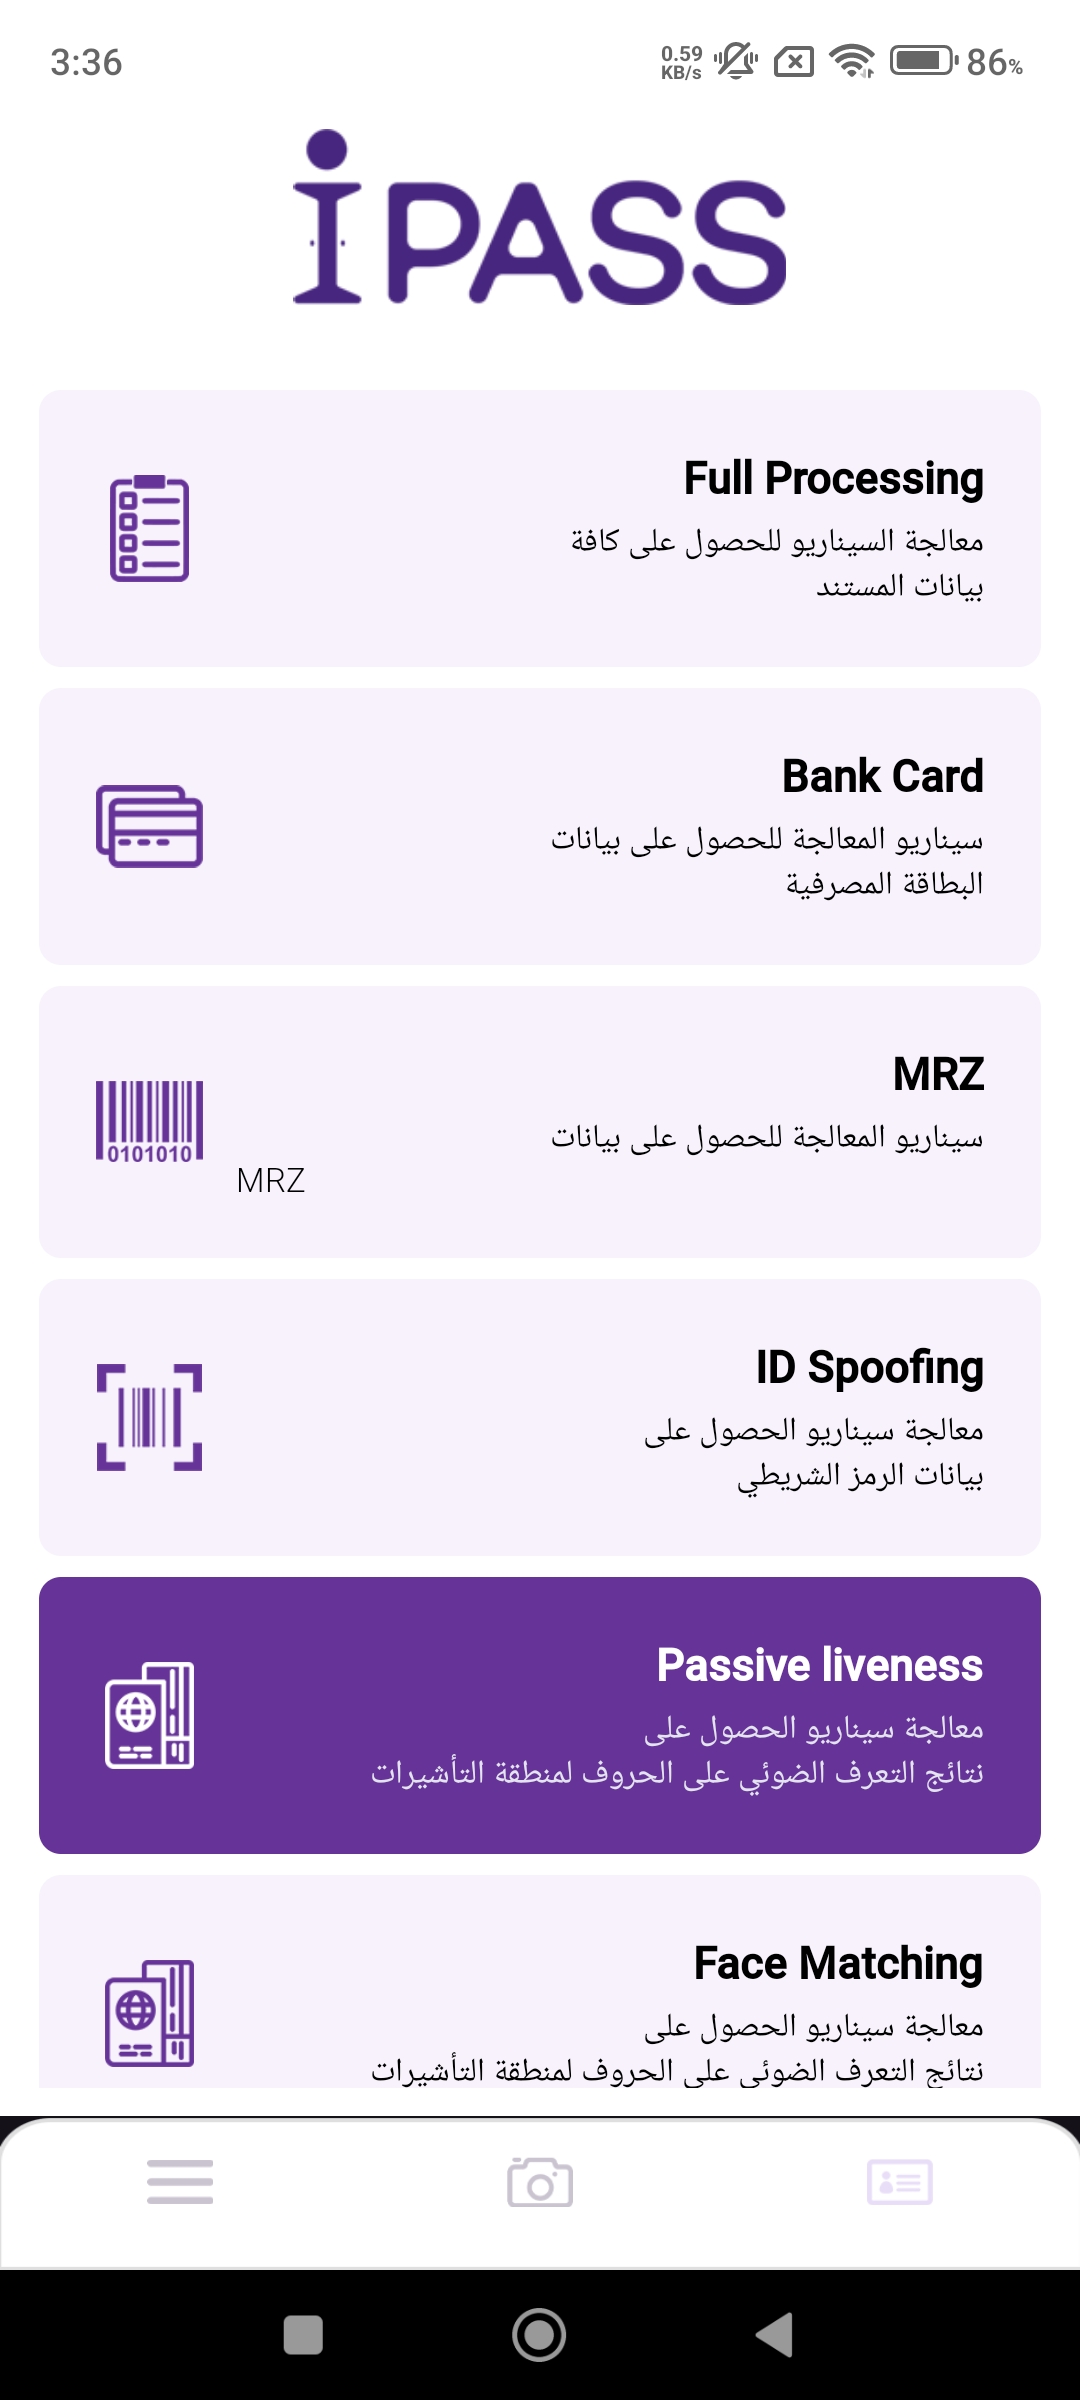 3:36
0.59
KB/s
86%
iPASS
Full Processing
معالجة السيناريو للحصول على كافة
بيانات المستند
Bank Card
سيناريو المعالجة للحصول على بيانات
البطاقة المصرفية
MRZ
سيناريو المعالجة للحصول على بيانات
MRZ
0101010
ID Spoofing
معالجة سيناريو الحصول على
بيانات الرمز الشريطي
Passive liveness
معالجة سيناريو الحصول على
نتائج التعرف الضوئي على الحروف لمنطقة التأشيرات
Face Matching
معالجة سيناريو الحصول على
نتائج التعرف الضوئي على الحروف لمنطقة التأشيرات